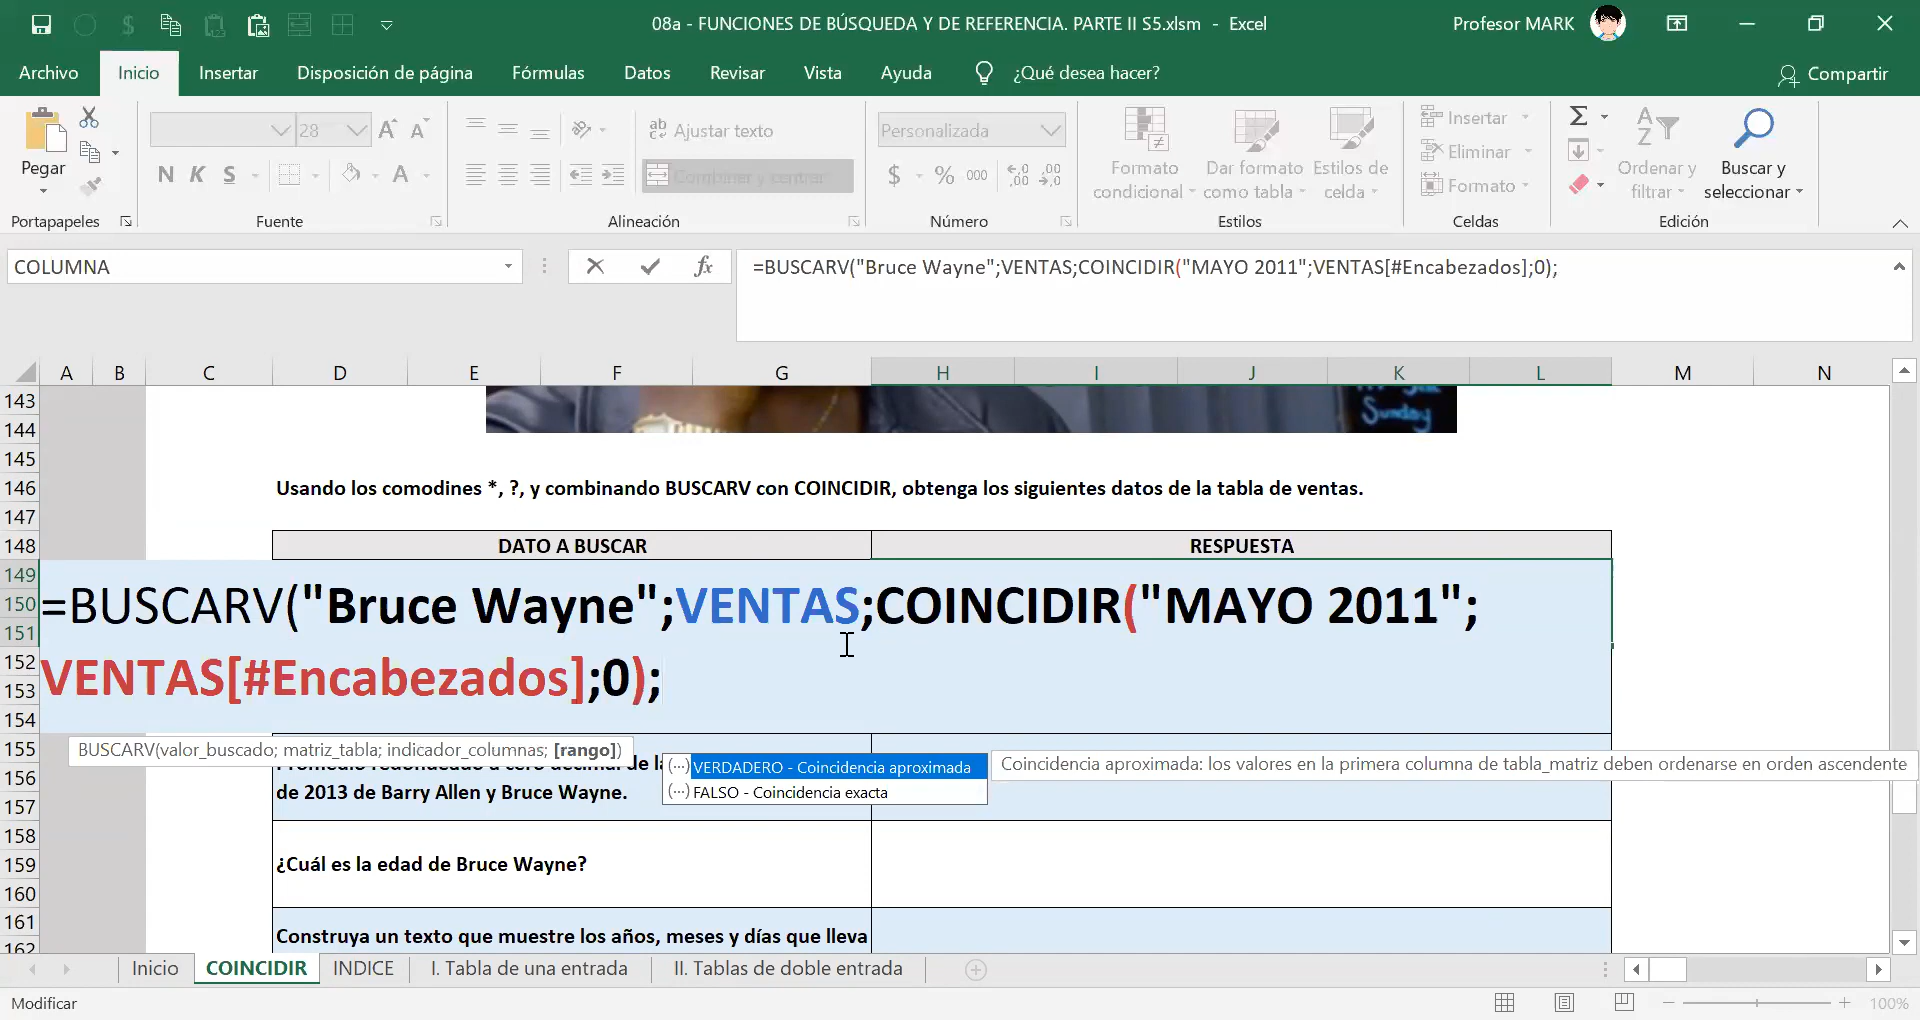 08a - FUNCIONES DE BÚSQUEDA Y DE REFERENCIA. PARTE II S5.xlsm - Excel
Profesor MARK
Archivo Inicio Insertar Disposición de página Fórmulas Datos Revisar Vista Ayuda ¿Qué desea hacer? Compartir
Pegar
Portapapeles
28
N K S
Fuente
Ajustar texto
Combinar y centrar
Alineación
Personalizada
$ % 000
Número
Formato condicional
Dar formato como tabla
Estilos de celda
Estilos
Insertar
Eliminar
Formato
Celdas
Ordenar y filtrar
Buscar y seleccionar
Edición
COLUMNA
fx
=BUSCARV("Bruce Wayne";VENTAS;COINCIDIR("MAYO 2011";VENTAS[#Encabezados];0);
A B C D E F G H I J K L M N
143
Sunday
144
145
146 Usando los comodines *, ?, y combinando BUSCARV con COINCIDIR, obtenga los siguientes datos de la tabla de ventas.
147
148 DATO A BUSCAR RESPUESTA
149
150 =BUSCARV("Bruce Wayne";VENTAS;COINCIDIR("MAYO 2011";
151
152
153 VENTAS[#Encabezados];0);
154
155 BUSCARV(valor_buscado; matriz_tabla; indicador_columnas; [rango])
de la
VERDADERO - Coincidencia aproximada
Coincidencia aproximada: los valores en la primera columna de tabla_matriz deben ordenarse en orden ascendente
FALSO - Coincidencia exacta
156 de 2013 de Barry Allen y Bruce Wayne.
157
158
159 ¿Cuál es la edad de Bruce Wayne?
160
161 Construya un texto que muestre los años, meses y días que lleva
162
Inicio COINCIDIR INDICE I. Tabla de una entrada II. Tablas de doble entrada
Modificar
100%